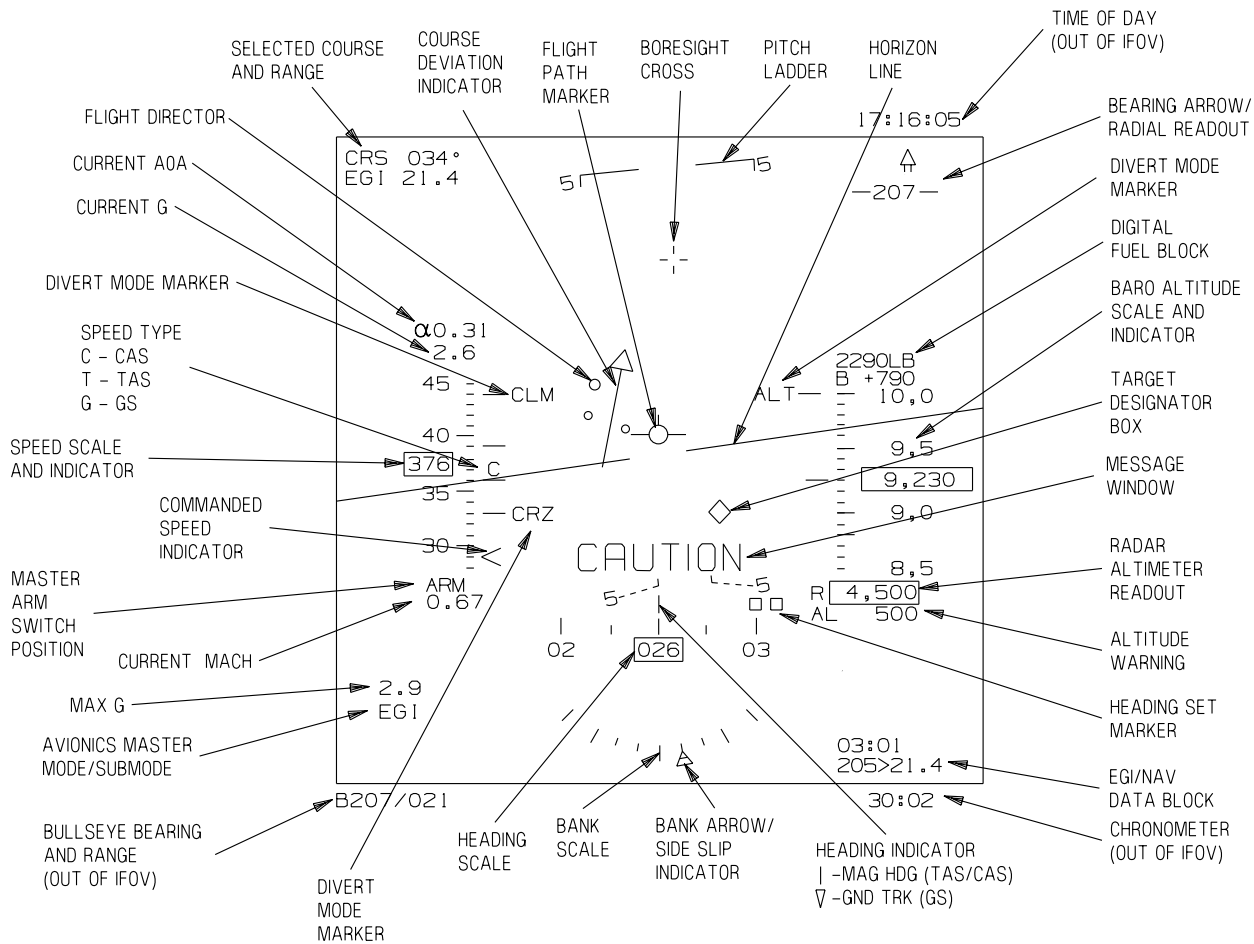 TIME OF DAY
(OUT OF IFOV)
SELECTED COURSE
AND RANGE
COURSE
DEVIATION
INDICATOR
FLIGHT
PATH
MARKER
BORESIGHT
CROSS
PITCH
LADDER
HORIZON
LINE
FLIGHT DIRECTOR
CURRENT AOA
CURRENT G
DIVERT MODE MARKER
SPEED TYPE
C - CAS
T - TAS
G - GS
SPEED SCALE
AND INDICATOR
COMMANDED
SPEED
INDICATOR
MASTER
ARM
SWITCH
POSITION
CURRENT MACH
MAX G
AVIONICS MASTER
MODE/SUBMODE
BULLSEYE BEARING
AND RANGE
(OUT OF IFOV)
17:16:05
CRS 034°
EGI 21.4
5
5
207
α0.31
2.6
45
CLM
40
376
C
35
CRZ
30
<
ARM
0.67
2.9
EGI
B207/021
2290LB
B +790
ALT
10,0
9,5
9,230
9,0
8,5
CAUTION
5
5
R 4,500
AL 500
02
026
03
03:01
205>21.4
30:02
BEARING ARROW/
RADIAL READOUT
DIVERT MODE
MARKER
DIGITAL
FUEL BLOCK
BARO ALTITUDE
SCALE AND
INDICATOR
TARGET
DESIGNATOR
BOX
MESSAGE
WINDOW
RADAR
ALTIMETER
READOUT
ALTITUDE
WARNING
HEADING SET
MARKER
EGI/NAV
DATA BLOCK
CHRONOMETER
(OUT OF IFOV)
DIVERT
MODE
MARKER
HEADING
SCALE
BANK
SCALE
BANK ARROW/
SIDE SLIP
INDICATOR
HEADING INDICATOR
| -MAG HDG (TAS/CAS)
▽ -GND TRK (GS)